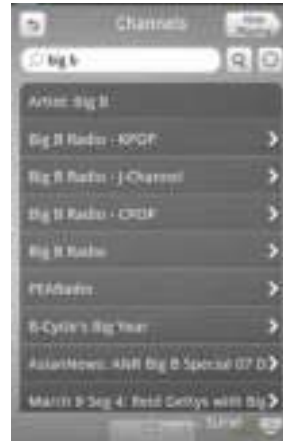 Channels
big b
Artist: Big B
Big B Radio - KPOP
Big B Radio - J-Channel
Big B Radio - CPOP
Big B Radio
PEARadio
B-Cycle's Big Year
AsianNews: ANR Big B Special 07 D
March 9 Seg 4: Reid Gettys with Big